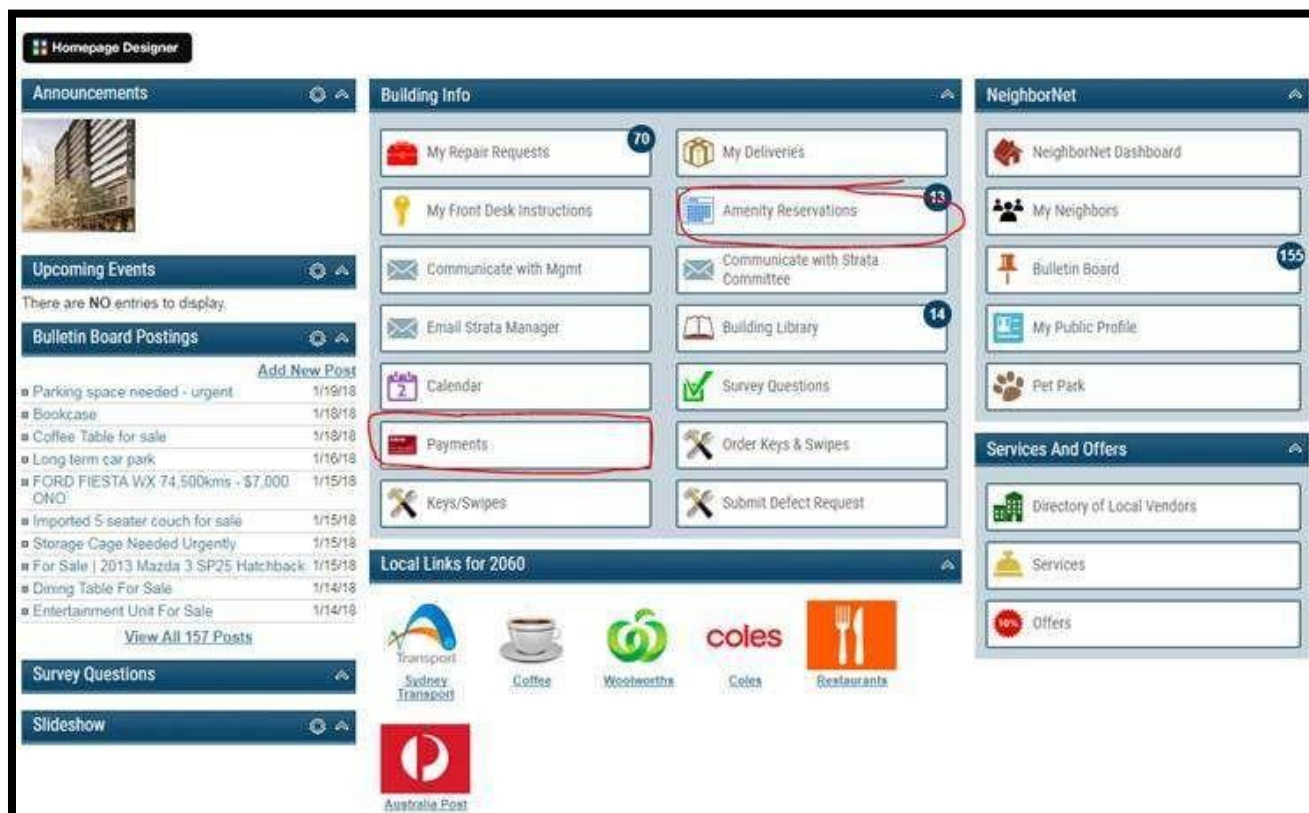 Homepage Designer
Announcements
Upcoming Events
There are NO entries to display.
Bulletin Board Postings
Add New Post
Parking space needed - urgent 1/19/18
Bookcase 1/18/18
Coffee Table for sale 1/18/18
Long term car park 1/16/18
FORD FIESTA WX 74,500kms - $7,000 1/15/18
ONO
Imported 5 seater couch for sale 1/15/18
Storage Cage Needed Urgently 1/15/18
For Sale | 2013 Mazda 3 SP25 Hatchback 1/15/18
Dining Table For Sale 1/14/18
Entertainment Unit For Sale 1/14/18
View All 157 Posts
Survey Questions
Slideshow
Building Info
My Repair Requests 70
My Deliveries
My Front Desk Instructions
Amenity Reservations 13
Communicate with Mgmt
Communicate with Strata
Committee
Email Strata Manager
Building Library 14
2 Calendar
Survey Questions
Payments
Order Keys & Swipes
Keys/Swipes
Submit Defect Request
Local Links for 2060
Transport
Sydney
Transport
Coffee
Woolworths
coles
Coles
Restaurants
Australia Post
NeighborNet
NeighborNet Dashboard
My Neighbors
Bulletin Board 155
My Public Profile
Pet Park
Services And Offers
Directory of Local Vendors
Services
10% Offers